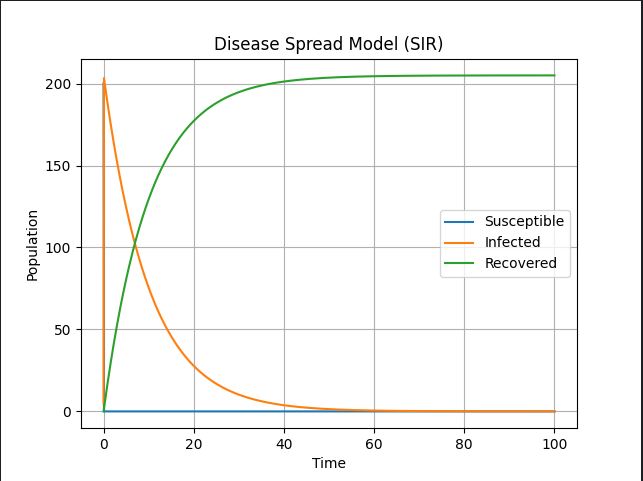 Disease Spread Model (SIR)
200
150
100
50
0
Population
Susceptible
Infected
Recovered
0 20 40 60 80 100
Time